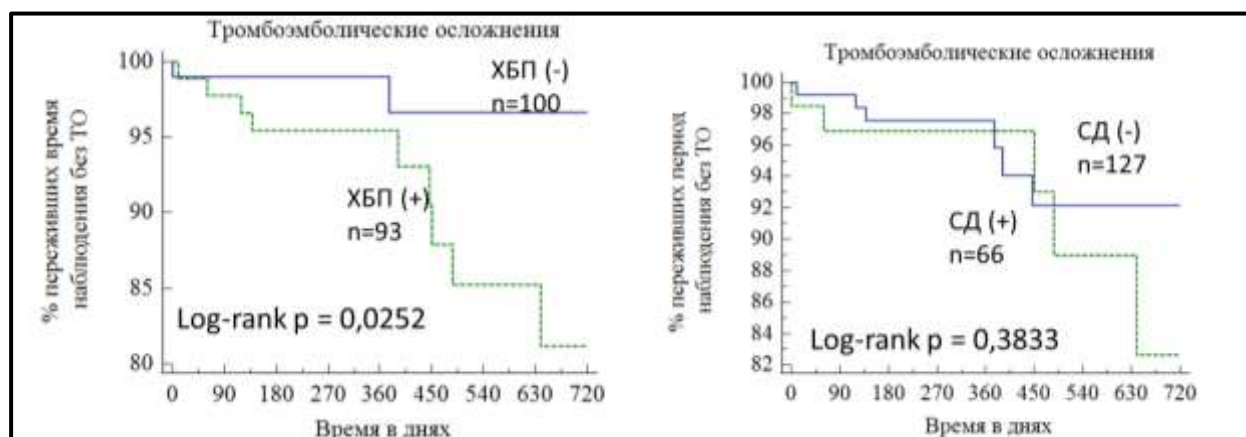 Тромбоэмболические осложнения
% переживших время
наблюдения без ТО
100
95
90
85
80
ХБП (-)
n=100
ХБП (+)
n=93
Log-rank p = 0,0252
0 90 180 270 360 450 540 630 720
Время в днях
Тромбоэмболические осложнения
% переживших период
наблюдения без ТО
100
98
96
94
92
90
88
86
84
82
СД (-)
n=127
СД (+)
n=66
Log-rank p = 0,3833
0 90 180 270 360 450 540 630 720
Время в днях